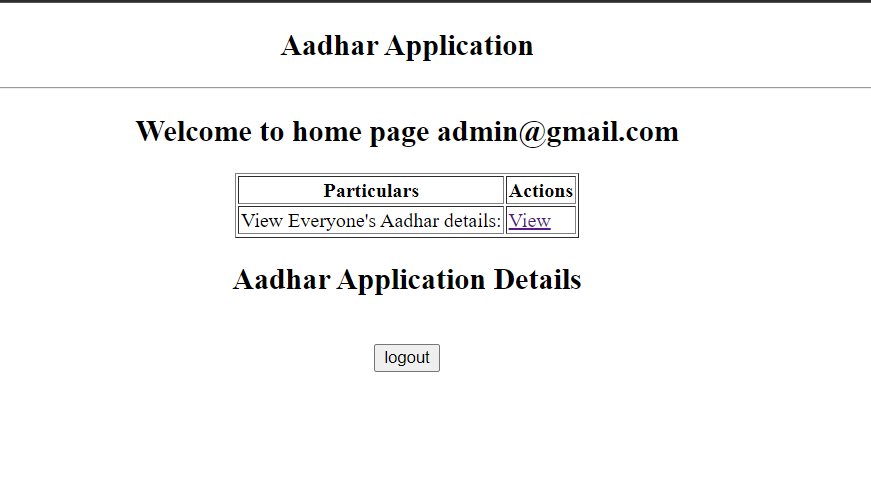 Aadhar Application
Welcome to home page admin@gmail.com
Particulars Actions
View Everyone's Aadhar details: View
Aadhar Application Details
logout